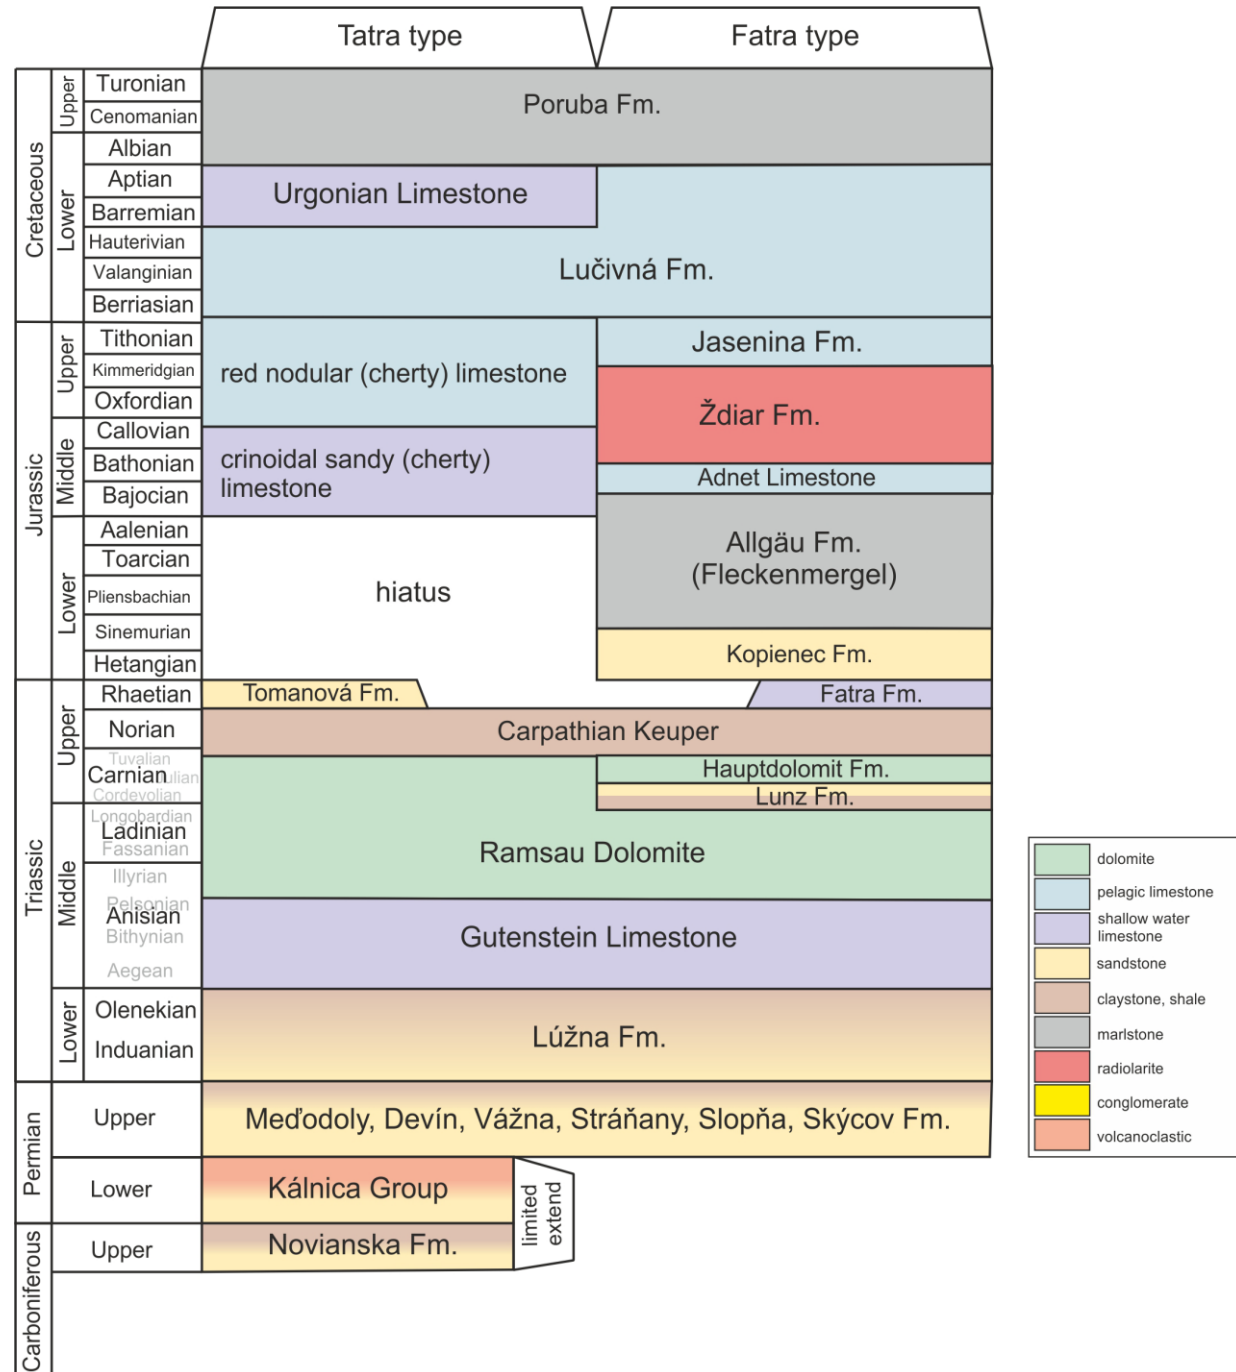 Tatra type
Fatra type
Cretaceous
Upper
Lower
Turonian
Cenomanian
Albian
Aptian
Barremian
Hauterivian
Valanginian
Berriasian
Poruba Fm.
Urgonian Limestone
Lučivná Fm.
Jurassic
Upper
Middle
Lower
Tithonian
Kimmeridgian
Oxfordian
Callovian
Bathonian
Bajocian
Aalenian
Toarcian
Pliensbachian
Sinemurian
Hetangian
red nodular (cherty) limestone
crinoidal sandy (cherty)
limestone
hiatus
Jasenina Fm.
Ždiar Fm.
Adnet Limestone
Allgäu Fm.
(Fleckenmergel)
Kopienec Fm.
Triassic
Upper
Middle
Lower
Rhaetian
Norian
Tuvalian
Carnian
Julian
Cordevolian
Longobardian
Ladinian
Fassanian
Illyrian
Pelsonian
Anisian
Bithynian
Aegean
Olenekian
Induanian
Tomanová Fm.
Fatra Fm.
Carpathian Keuper
Hauptdolomit Fm.
Lunz Fm.
Ramsau Dolomite
Gutenstein Limestone
Lúžna Fm.
Permian
Upper
Lower
Meďodoly, Devín, Vážna, Stráňany, Slopňa, Skýcov Fm.
Kálnica Group
limited
extend
Carboniferous
Upper
Novianska Fm.
dolomite
pelagic limestone
shallow water
limestone
sandstone
claystone, shale
marlstone
radiolarite
conglomerate
volcanoclastic